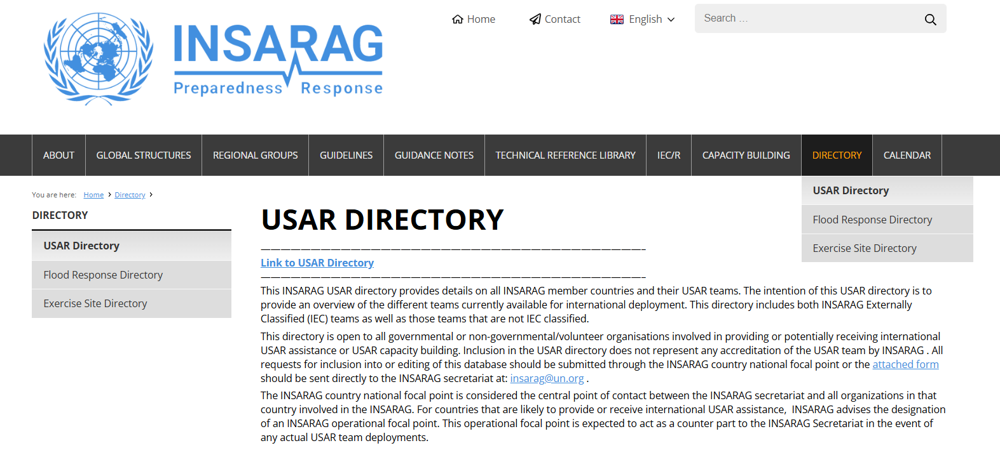 INSARAG
Preparedness Response
Home
Contact
English
Search ...
ABOUT
GLOBAL STRUCTURES
REGIONAL GROUPS
GUIDELINES
GUIDANCE NOTES
TECHNICAL REFERENCE LIBRARY
IEC/R
CAPACITY BUILDING
DIRECTORY
CALENDAR
USAR Directory
Flood Response Directory
Exercise Site Directory
You are here: Home > Directory >
DIRECTORY
USAR Directory
Flood Response Directory
Exercise Site Directory
USAR DIRECTORY
Link to USAR Directory
This INSARAG USAR directory provides details on all INSARAG member countries and their USAR teams. The intention of this USAR directory is to
provide an overview of the different teams currently available for international deployment. This directory includes both INSARAG Externally
Classified (IEC) teams as well as those teams that are not IEC classified.
This directory is open to all governmental or non-governmental/volunteer organisations involved in providing or potentially receiving international
USAR assistance or USAR capacity building. Inclusion in the USAR directory does not represent any accreditation of the USAR team by INSARAG . All
requests for inclusion into or editing of this database should be submitted through the INSARAG country national focal point or the attached form
should be sent directly to the INSARAG secretariat at: insarag@un.org .
The INSARAG country national focal point is considered the central point of contact between the INSARAG secretariat and all organizations in that
country involved in the INSARAG. For countries that are likely to provide or receive international USAR assistance,  INSARAG advises the designation
of an INSARAG operational focal point. This operational focal point is expected to act as a counter part to the INSARAG Secretariat in the event of
any actual USAR team deployments.